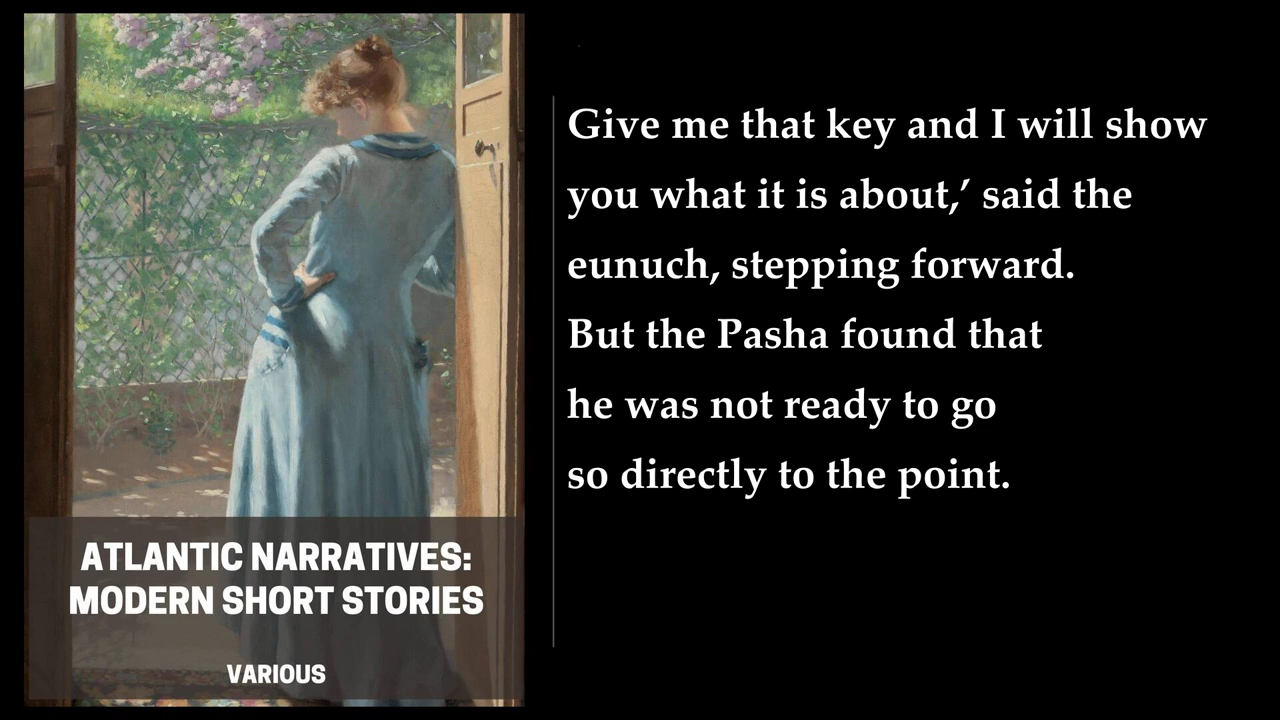 Give me that key and I will show
you what it is about,’ said the
eunuch, stepping forward.
But the Pasha found that
he was not ready to go
so directly to the point.
ATLANTIC NARRATIVES:
MODERN SHORT STORIES
VARIOUS